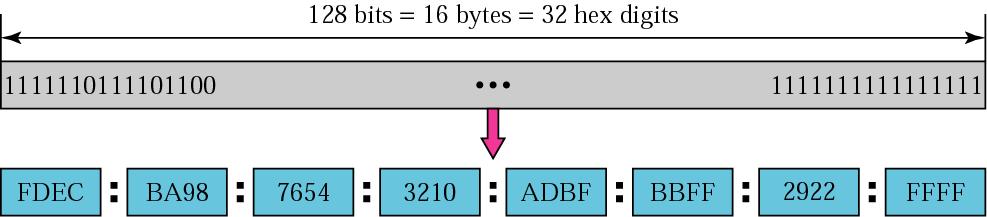 128 bits = 16 bytes = 32 hex digits
1111110111101100 ... 1111111111111111
FDEC : BA98 : 7654 : 3210 : ADBF : BBFF : 2922 : FFFF